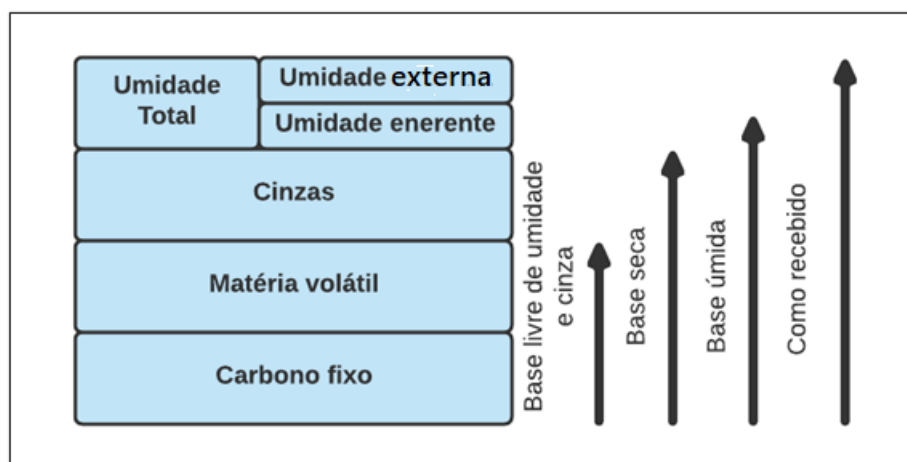 Umidade
Total
Umidade externa
Umidade enerente
Cinzas
Matéria volátil
Carbono fixo
Base livre de umidade
e cinza
Base seca
Base úmida
Como recebido